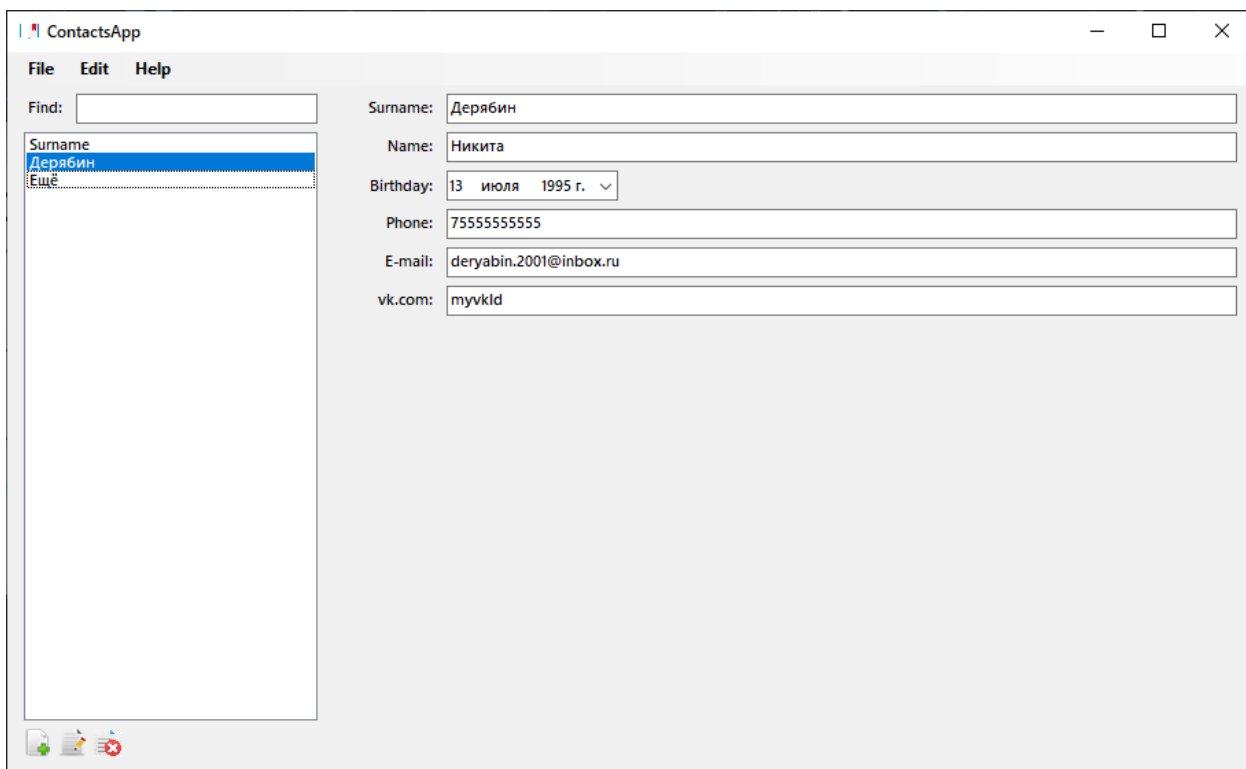 ContactsApp
File Edit Help
Find:
Surname
Дерябин
Ещё
Surname: Дерябин
Name: Никита
Birthday: 13 июля 1995 г.
Phone: 75555555555
E-mail: deryabin.2001@inbox.ru
vk.com: myvkId